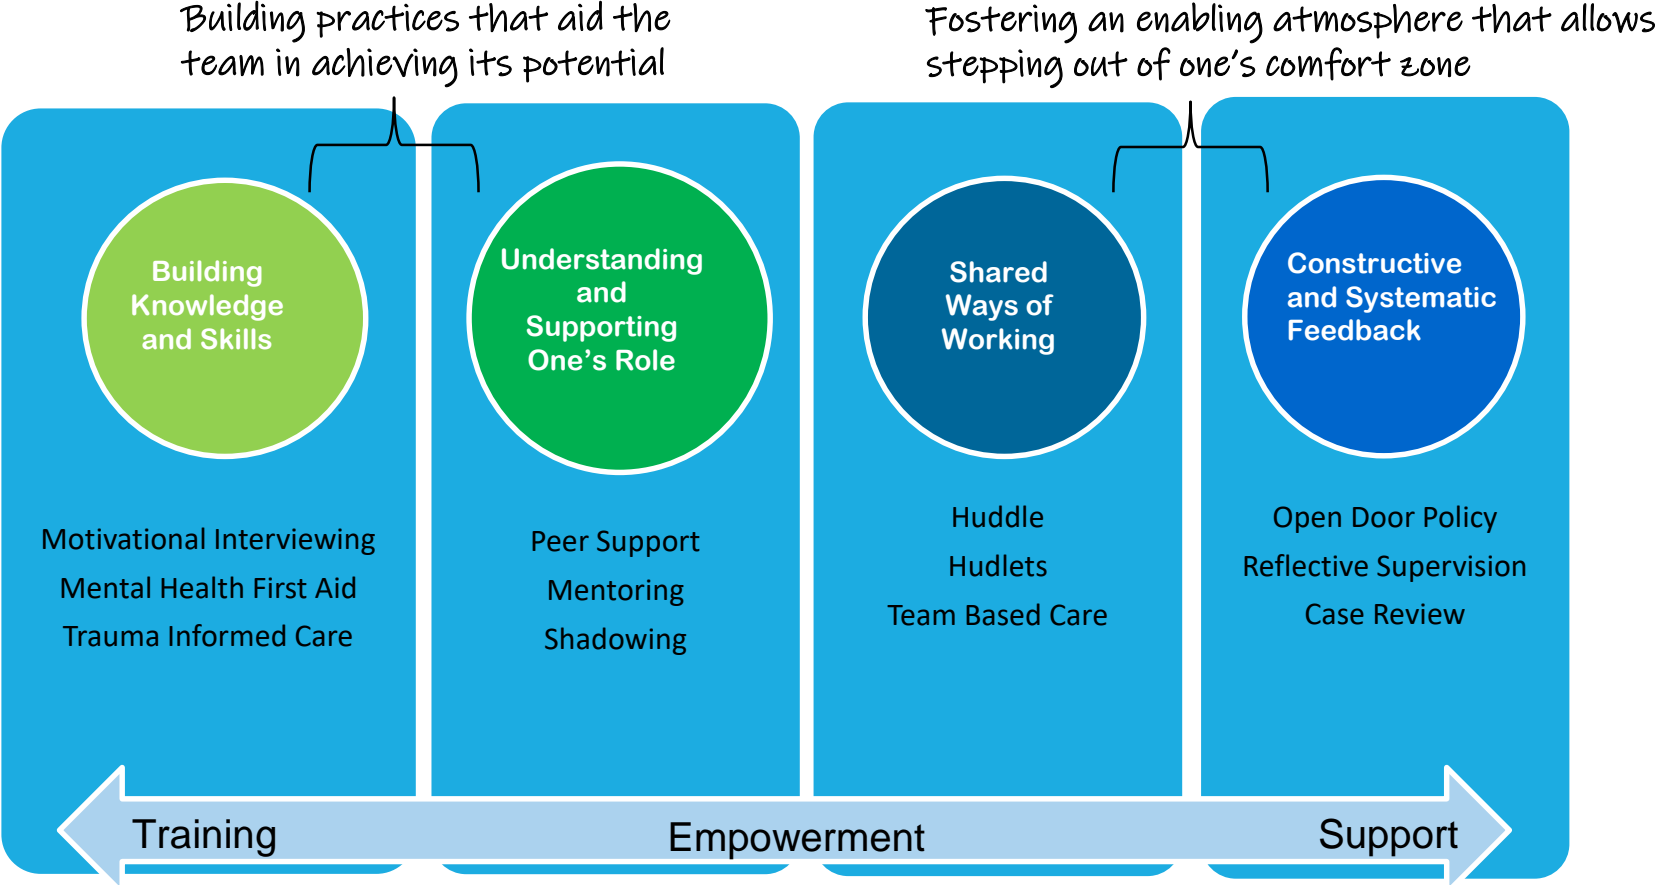 Building practices that aid the
team in achieving its potential
Fostering an enabling atmosphere that allows
stepping out of one's comfort zone
Building
Knowledge
and Skills
Motivational Interviewing
Mental Health First Aid
Trauma Informed Care
Understanding
and
Supporting
One's Role
Peer Support
Mentoring
Shadowing
Shared
Ways of
Working
Huddle
Hudlets
Team Based Care
Constructive
and Systematic
Feedback
Open Door Policy
Reflective Supervision
Case Review
Training
Empowerment
Support